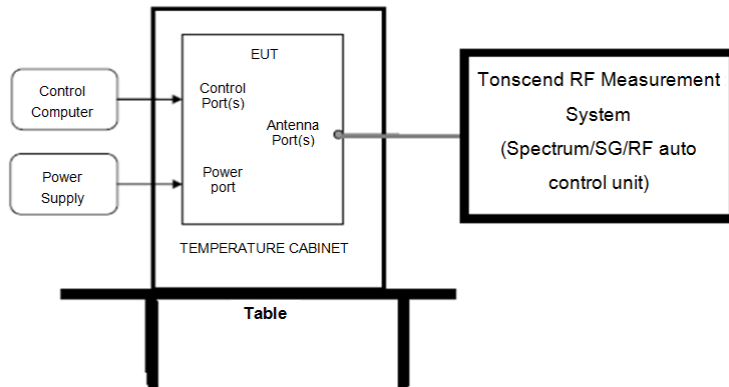 EUT
Control
Computer
Control
Port(s)
Antenna
Port(s)
Power
Supply
Power
port
TEMPERATURE CABINET
Table
Tonscend RF Measurement
System
(Spectrum/SG/RF auto
control unit)